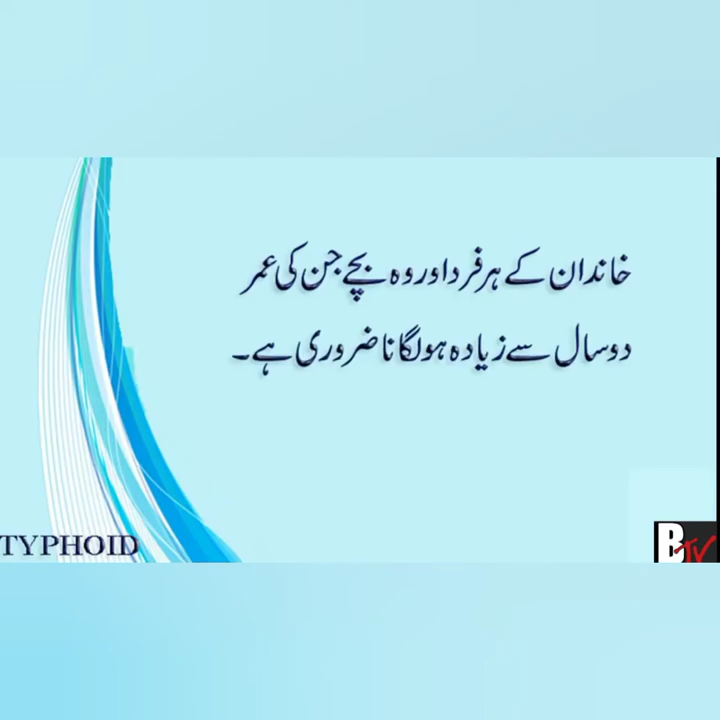 خاندان کے ہر فرد اور وہ بچے جن کی عمر
دو سال سے زیادہ ہو لگانا ضروری ہے۔
TYPHOID
BTV